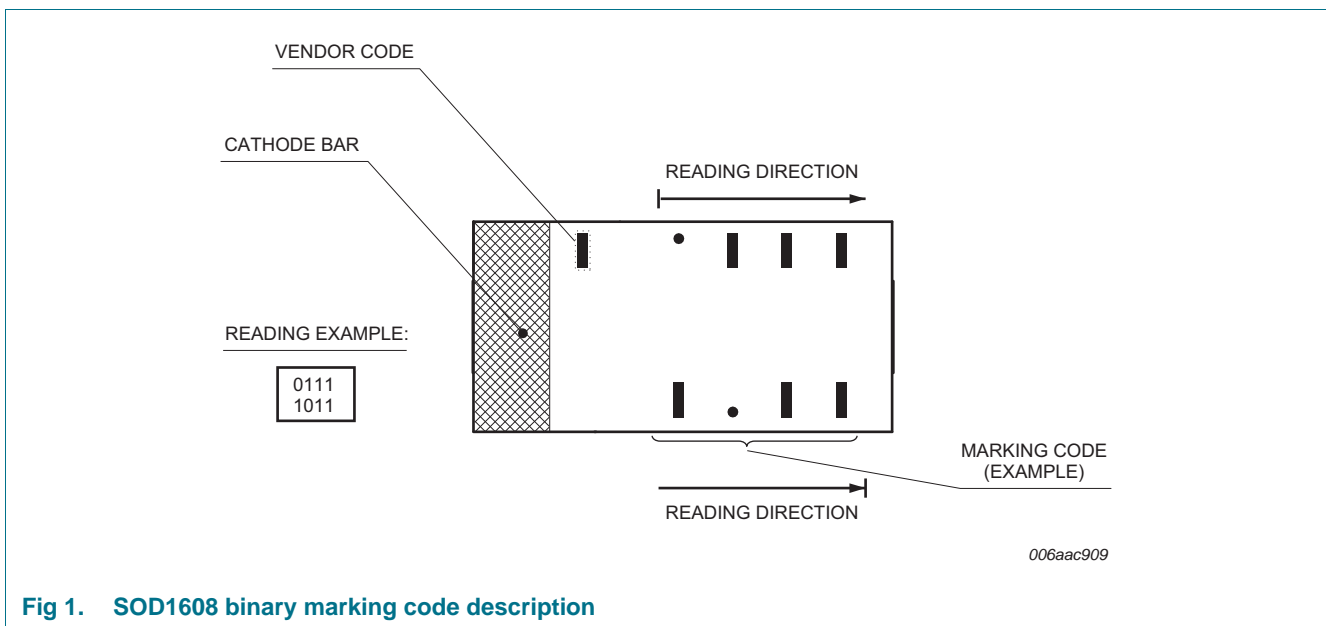 VENDOR CODE
CATHODE BAR
READING DIRECTION
READING EXAMPLE:
0111
1011
MARKING CODE
(EXAMPLE)
READING DIRECTION
006aac909
Fig 1. SOD1608 binary marking code description